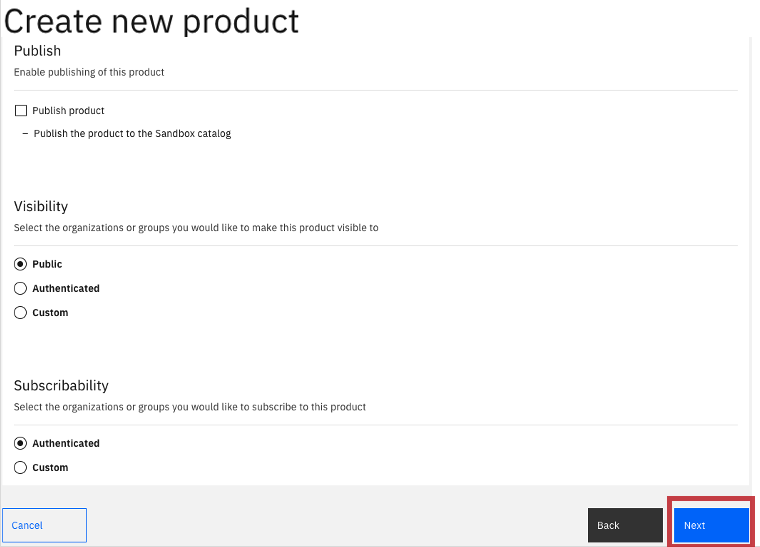 Create new product
Publish
Enable publishing of this product
Publish product
– Publish the product to the Sandbox catalog
Visibility
Select the organizations or groups you would like to make this product visible to
Public
Authenticated
Custom
Subscribability
Select the organizations or groups you would like to subscribe to this product
Authenticated
Custom
Cancel Back Next